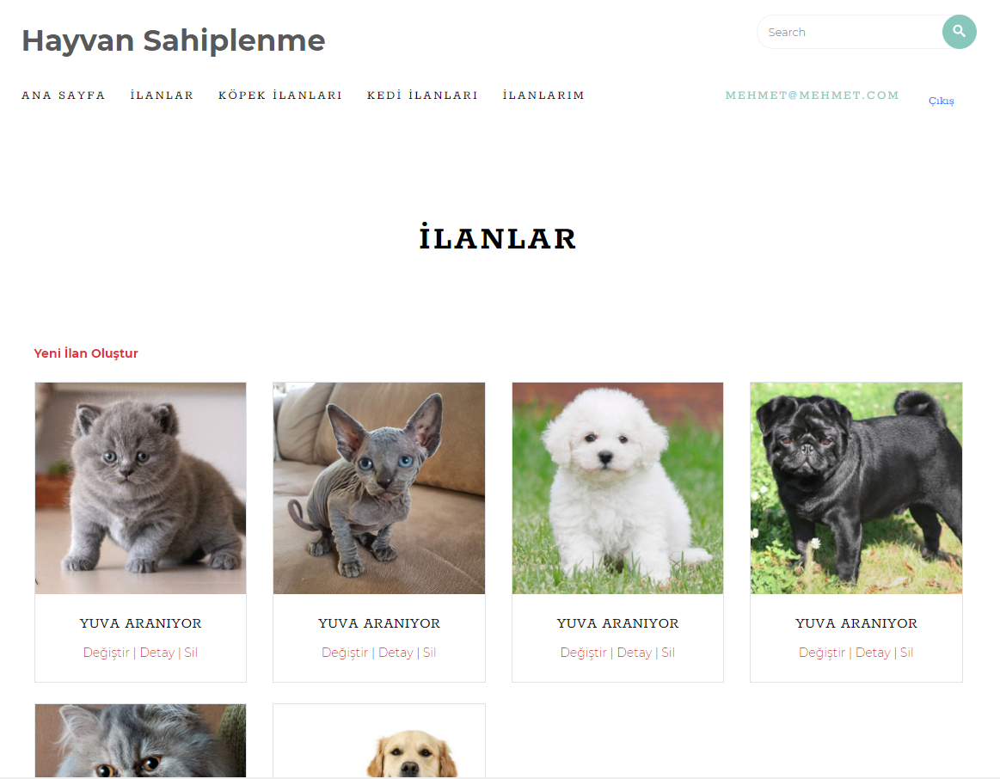 Hayvan Sahiplenme
Search
ANA SAYFA İLANLAR KÖPEK İLANLARI KEDİ İLANLARI İLANLARIM MEHMET@MEHMET.COM Çıkış
İLANLAR
Yeni İlan Oluştur
YUVA ARANIYOR YUVA ARANIYOR YUVA ARANIYOR YUVA ARANIYOR
Değiştir | Detay | Sil Değiştir | Detay | Sil Değiştir | Detay | Sil Değiştir | Detay | Sil